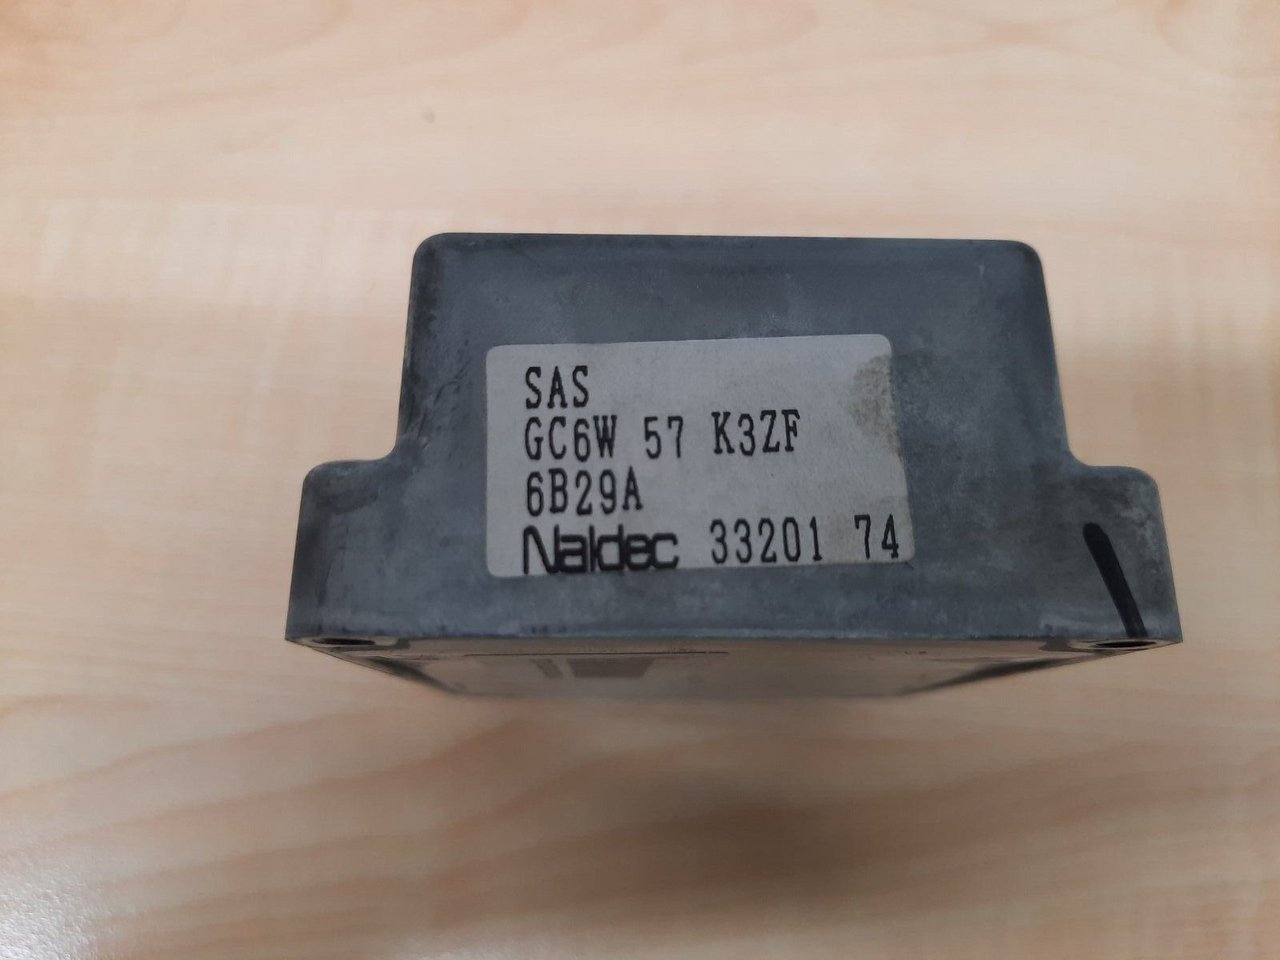 SAS
GC6W 57 K3ZF
6B29A
Naldec 33201 74